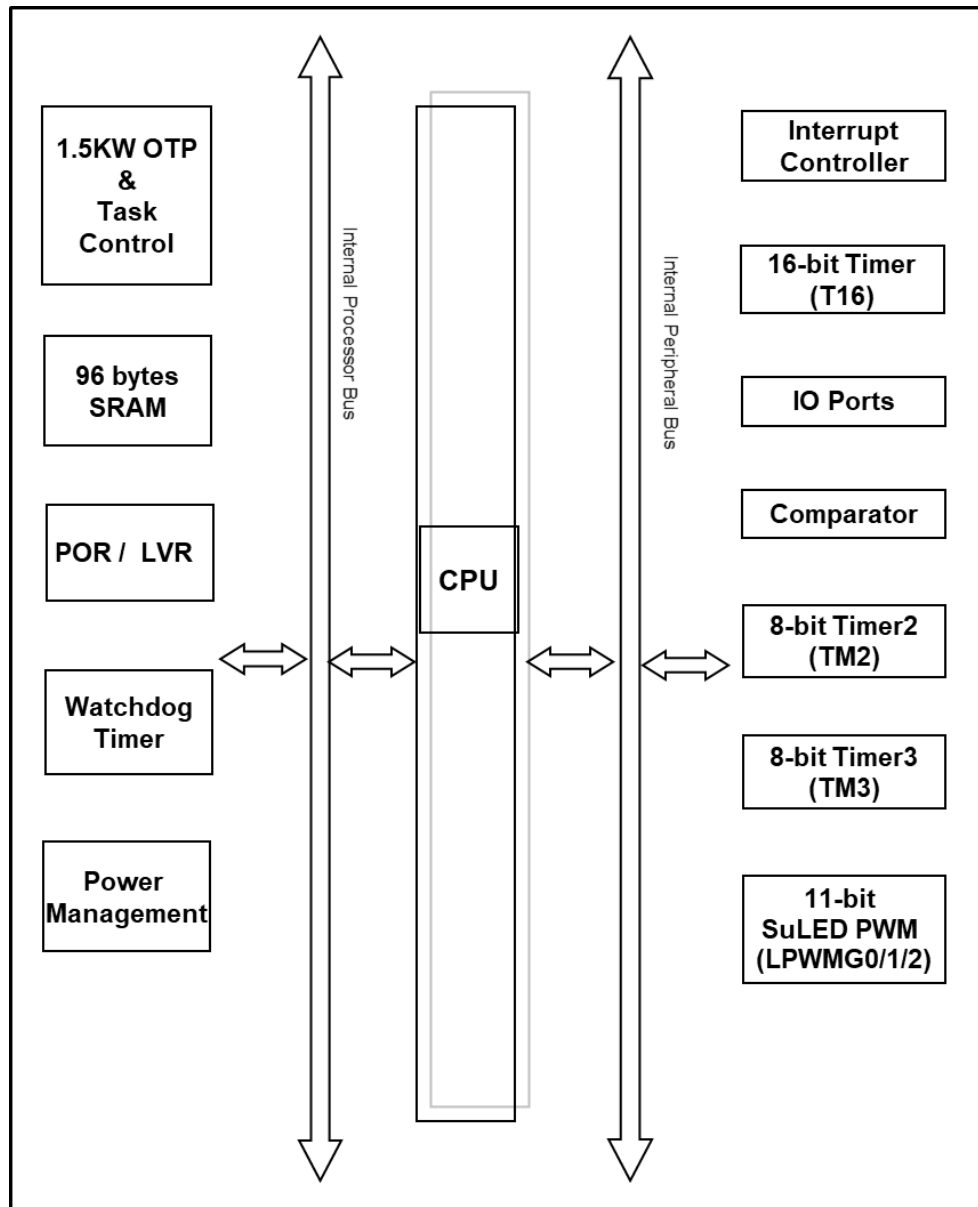 1.5KW OTP
&
Task
Control
96 bytes
SRAM
POR / LVR
Watchdog
Timer
Power
Management
Internal Processor Bus
CPU
Internal Peripheral Bus
Interrupt
Controller
16-bit Timer
(T16)
IO Ports
Comparator
8-bit Timer2
(TM2)
8-bit Timer3
(TM3)
11-bit
SuLED PWM
(LPWMG0/1/2)